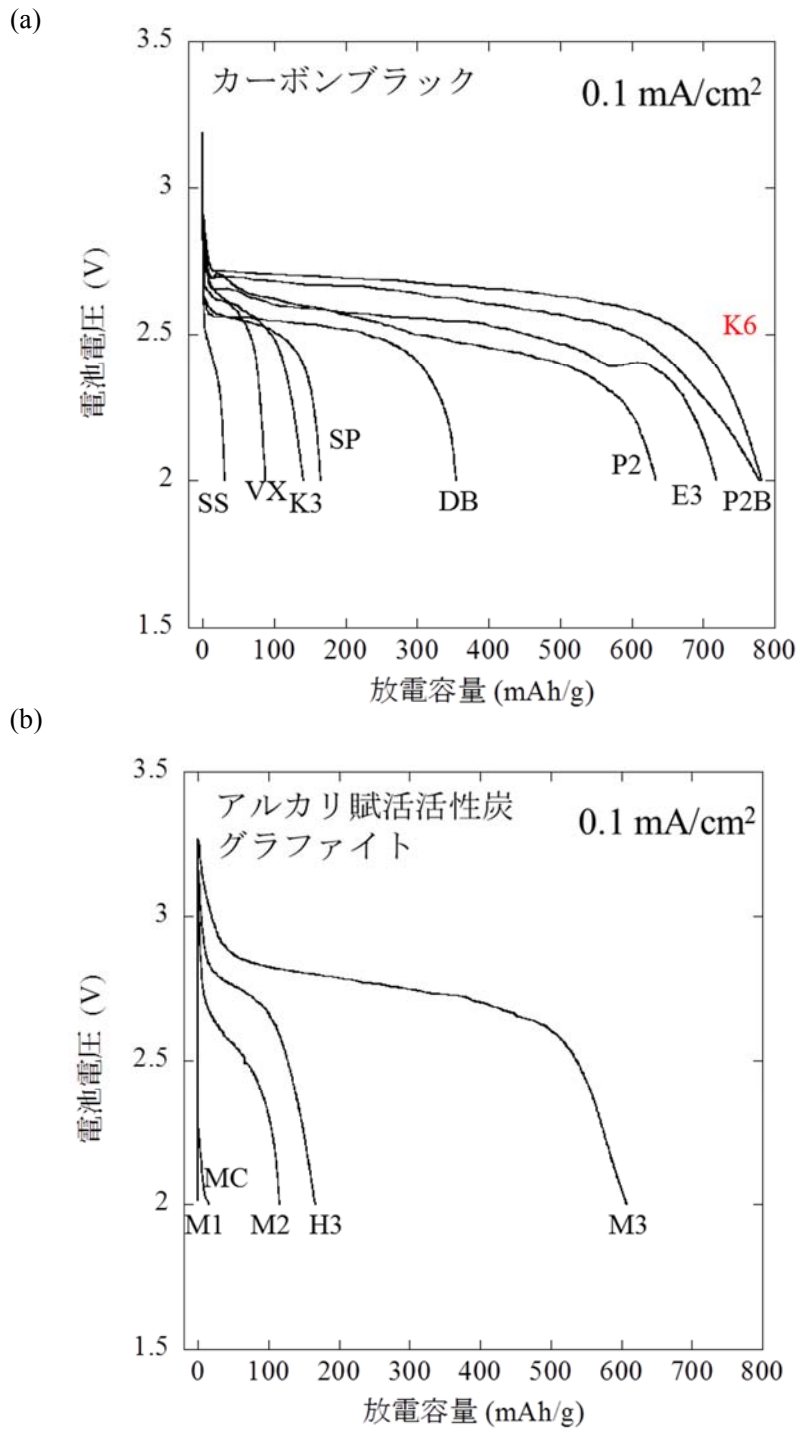 (a)
3.5
カーボンブラック
0.1 mA/cm²
3
電池電圧 (V)
2.5
K6
SP
P2
2
SS
VX
K3
DB
E3
P2B
1.5
0 100 200 300 400 500 600 700 800
放電容量 (mAh/g)
(b)
3.5
アルカリ賦活活性炭
グラファイト
0.1 mA/cm²
3
電池電圧 (V)
2.5
MC
2
M1
M2
H3
M3
1.5
0 100 200 300 400 500 600 700 800
放電容量 (mAh/g)